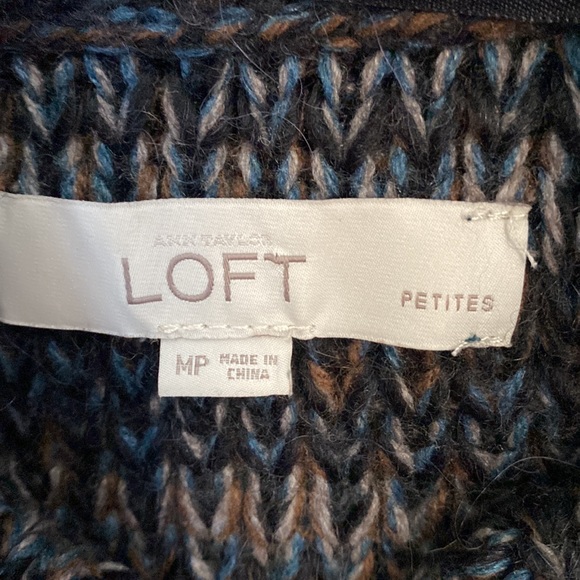 ANN TAYLOR
LOFT
PETITES
MP
MADE IN
CHINA